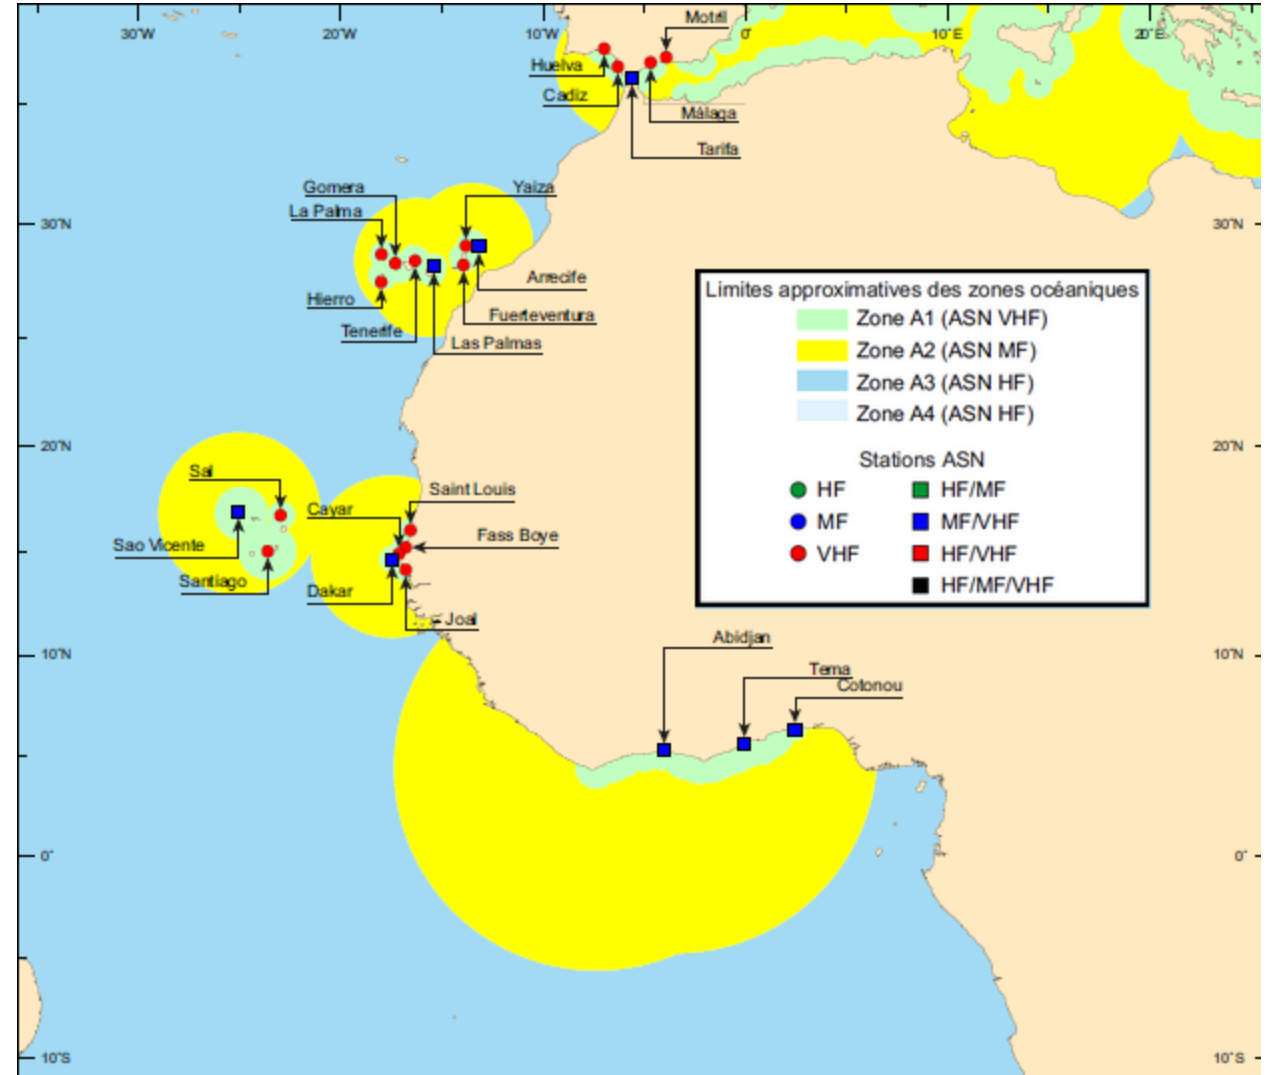 Motril
30°W
20°W
10°W
0°
10°E
20°E
Huelva
Cadiz
Málaga
Tarifa
Gomera
Yaiza
La Palma
30°N
30°N
Arrecife
Hierro
Fuerteventura
Tenerife
Las Palmas
Limites approximatives des zones océaniques
Zone A1 (ASN VHF)
Zone A2 (ASN MF)
Zone A3 (ASN HF)
Zone A4 (ASN HF)
Stations ASN
HF
HF/MF
MF
MF/VHF
VHF
HF/VHF
HF/MF/VHF
20°N
20°N
Sal
Saint Louis
Cayar
Fass Boye
Sao Vicente
Santiago
Dakar
Joal
10°N
10°N
Abidjan
Tema
Cotonou
0°
0°
10°S
10°S